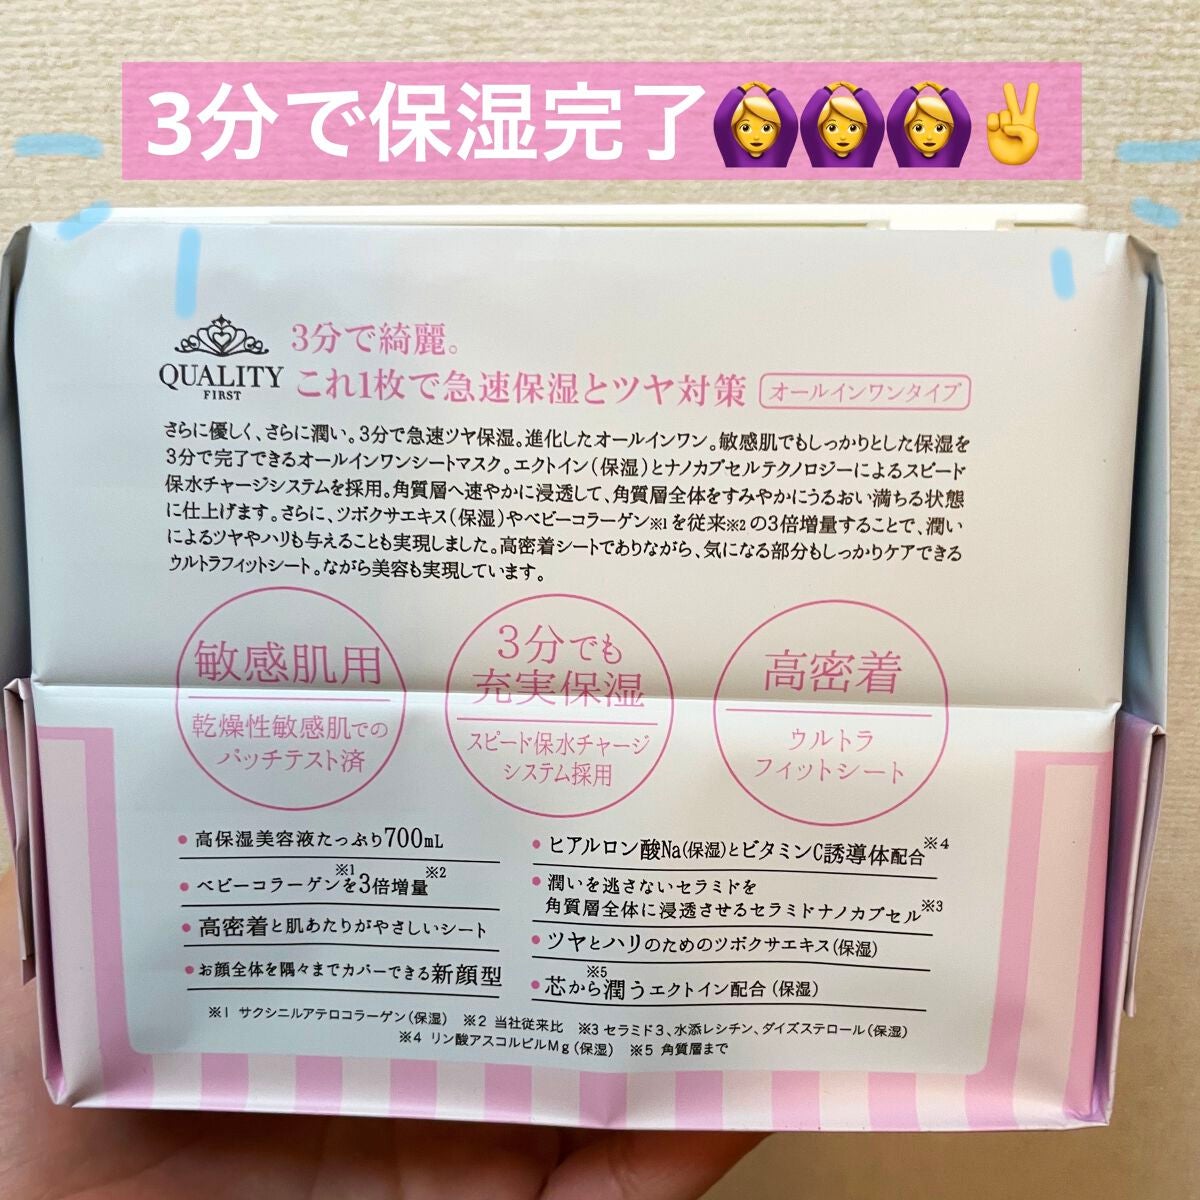 3分で保湿完了🙆‍♀️🙆‍♀️🙆‍♀️✌️
QUALITY
FIRST
3分で綺麗。
これ1枚で急速保湿とツヤ対策 オールインワンタイプ
さらに優しく、さらに潤い。3分で急速ツヤ保湿。進化したオールインワン。敏感肌でもしっかりとした保湿を
3分で完了できるオールインワンシートマスク。エクトイン(保湿)とナノカプセルテクノロジーによるスピード
保水チャージシステムを採用。角質層へ速やかに浸透して、角質層全体をすみやかにうるおい満ちる状態
に仕上げます。さらに、ツボクサエキス(保湿)やベビーコラーゲン※1を従来※2の3倍増量することで、潤い
によるツヤやハリも与えることも実現しました。高密着シートでありながら、気になる部分もしっかりケアできる
ウルトラフィットシート。ながら美容も実現しています。
敏感肌用
乾燥性敏感肌での
パッチテスト済
3分でも
充実保湿
スピード保水チャージ
システム採用
高密着
ウルトラ
フィットシート
• 高保湿美容液たっぷり700mL
• ベビーコラーゲン※1を3倍増量※2
• 高密着と肌あたりがやさしいシート
• お顔全体を隅々までカバーできる新顔型
• ヒアルロン酸Na(保湿)とビタミンC誘導体配合※4
• 潤いを逃さないセラミドを
角質層全体に浸透させるセラミドナノカプセル※3
• ツヤとハリのためのツボクサエキス(保湿)
• 芯から※5潤うエクトイン配合(保湿)
※1 サクシニルアテロコラーゲン(保湿) ※2 当社従来比 ※3 セラミド3、水添レシチン、ダイズステロール(保湿)
※4 リン酸アスコルビルMg(保湿) ※5 角質層まで